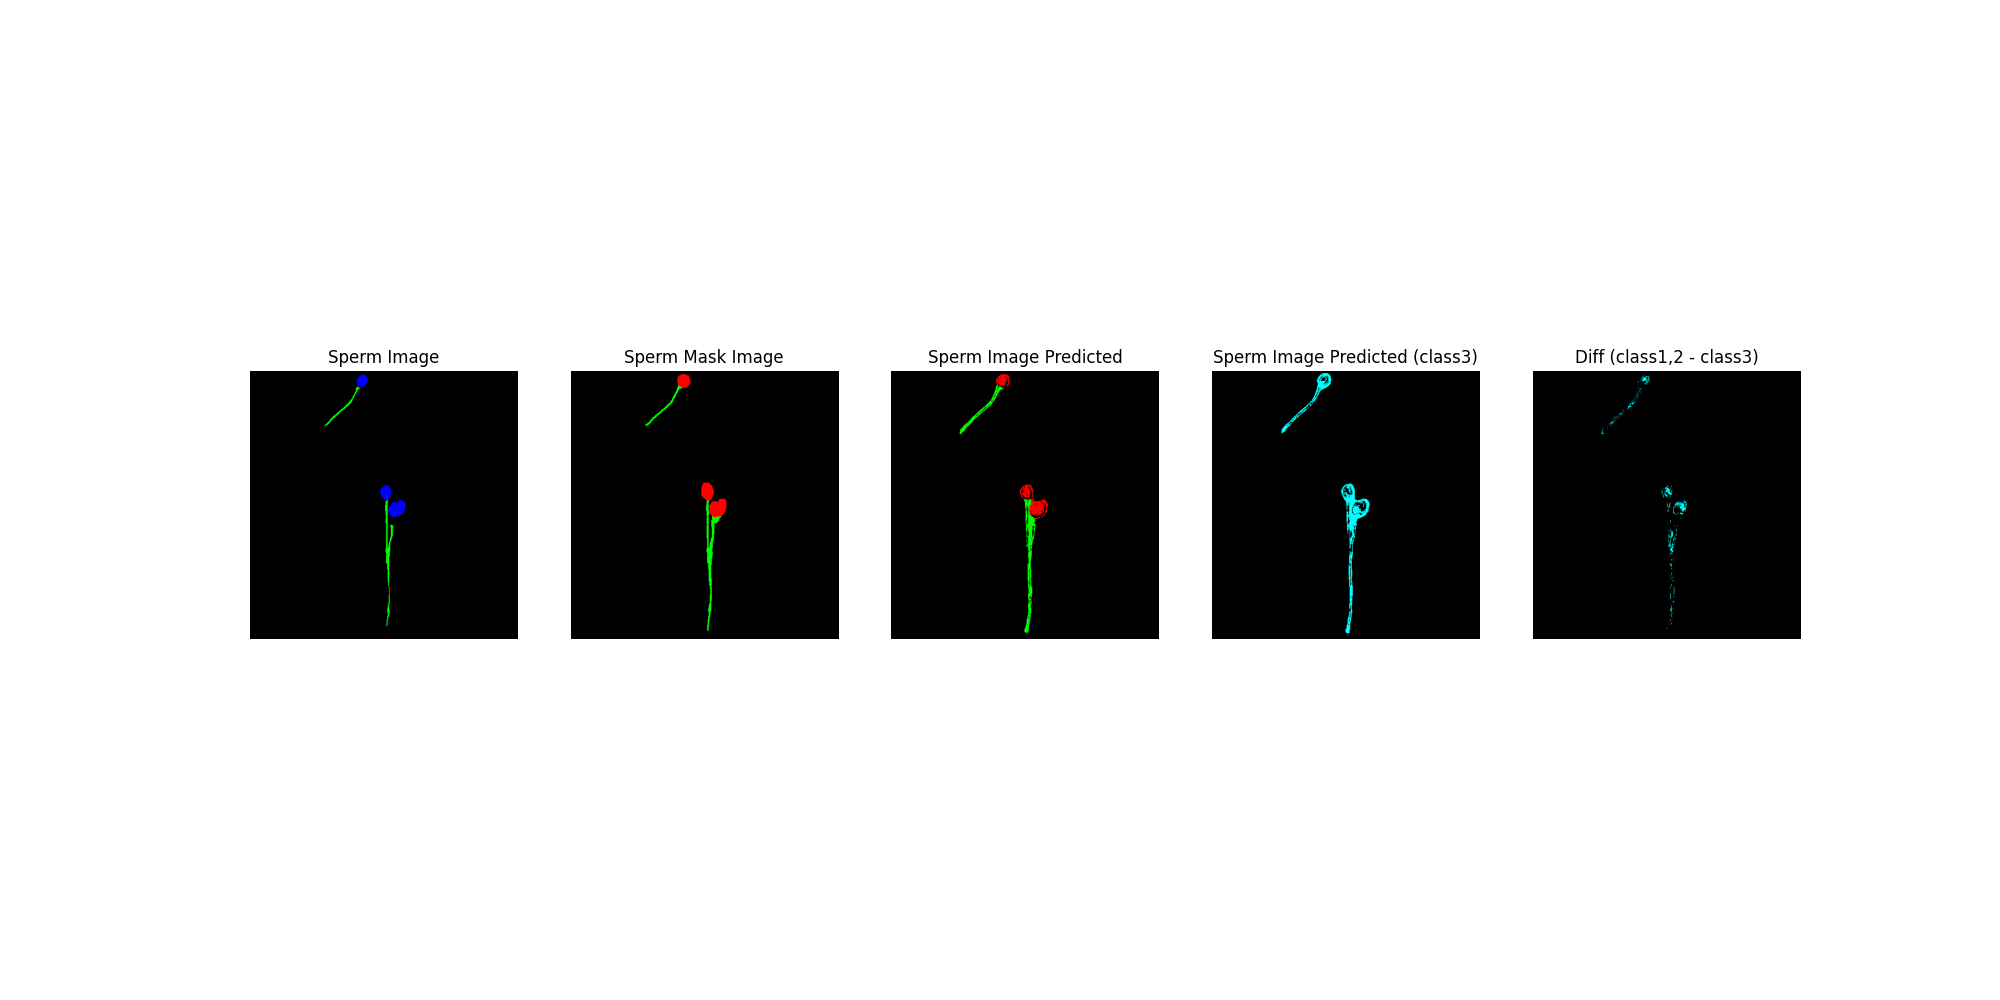 Sperm Image
Sperm Mask Image
Sperm Image Predicted
Sperm Image Predicted (class3)
Diff (class1,2 - class3)